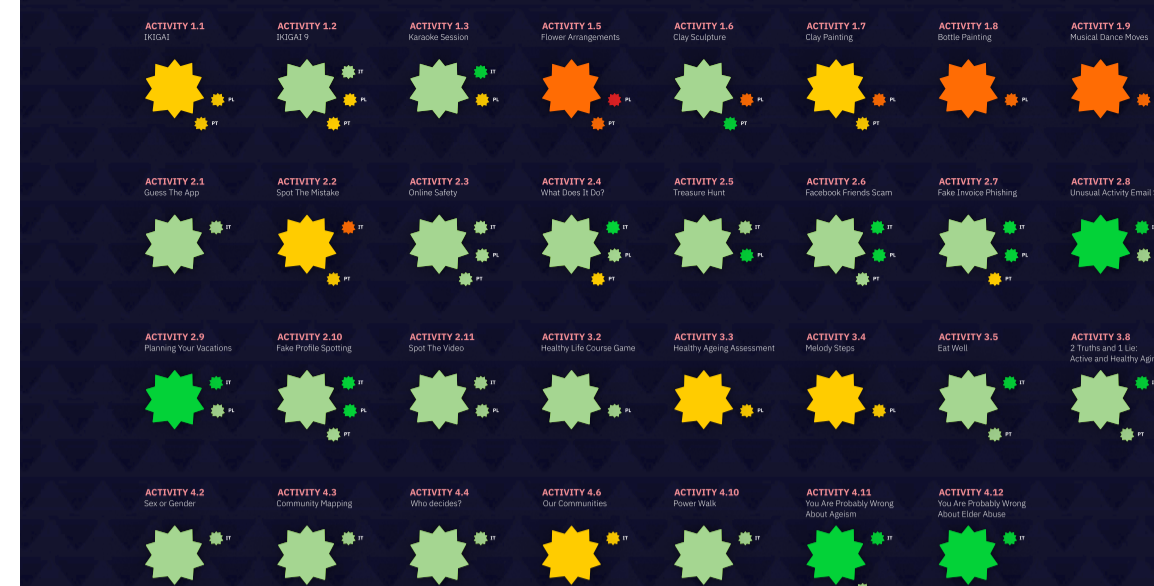 ACTIVITY 1.1
IKIGAI
PL
PT
ACTIVITY 1.2
IKIGAI 9
IT
PL
PT
ACTIVITY 1.3
Karaoke Session
IT
PL
ACTIVITY 1.5
Flower Arrangements
PL
PT
ACTIVITY 1.6
Clay Sculpture
PL
PT
ACTIVITY 1.7
Clay Painting
PL
PT
ACTIVITY 1.8
Bottle Painting
PL
ACTIVITY 1.9
Musical Dance Moves
ACTIVITY 2.1
Guess The App
IT
ACTIVITY 2.2
Spot The Mistake
IT
PT
ACTIVITY 2.3
Online Safety
IT
PL
PT
ACTIVITY 2.4
What Does It Do?
IT
PL
PT
ACTIVITY 2.5
Treasure Hunt
IT
PL
ACTIVITY 2.6
Facebook Friends Scam
IT
PL
PT
ACTIVITY 2.7
Fake Invoice Phishing
IT
PL
PT
ACTIVITY 2.8
Unusual Activity Email
ACTIVITY 2.9
Planning Your Vacations
IT
PL
ACTIVITY 2.10
Fake Profile Spotting
IT
PL
PT
ACTIVITY 2.11
Spot The Video
IT
PL
ACTIVITY 3.2
Healthy Life Course Game
PL
ACTIVITY 3.3
Healthy Ageing Assessment
PL
ACTIVITY 3.4
Melody Steps
PL
ACTIVITY 3.5
Eat Well
IT
PL
PT
ACTIVITY 3.8
2 Truths and 1 Lie:
Active and Healthy
PT
ACTIVITY 4.2
Sex or Gender
IT
ACTIVITY 4.3
Community Mapping
IT
ACTIVITY 4.4
Who decides?
IT
ACTIVITY 4.6
Our Communities
IT
ACTIVITY 4.10
Power Walk
IT
ACTIVITY 4.11
You Are Probably Wrong
About Ageism
IT
ACTIVITY 4.12
You Are Probably Wrong
About Elder Abuse
IT